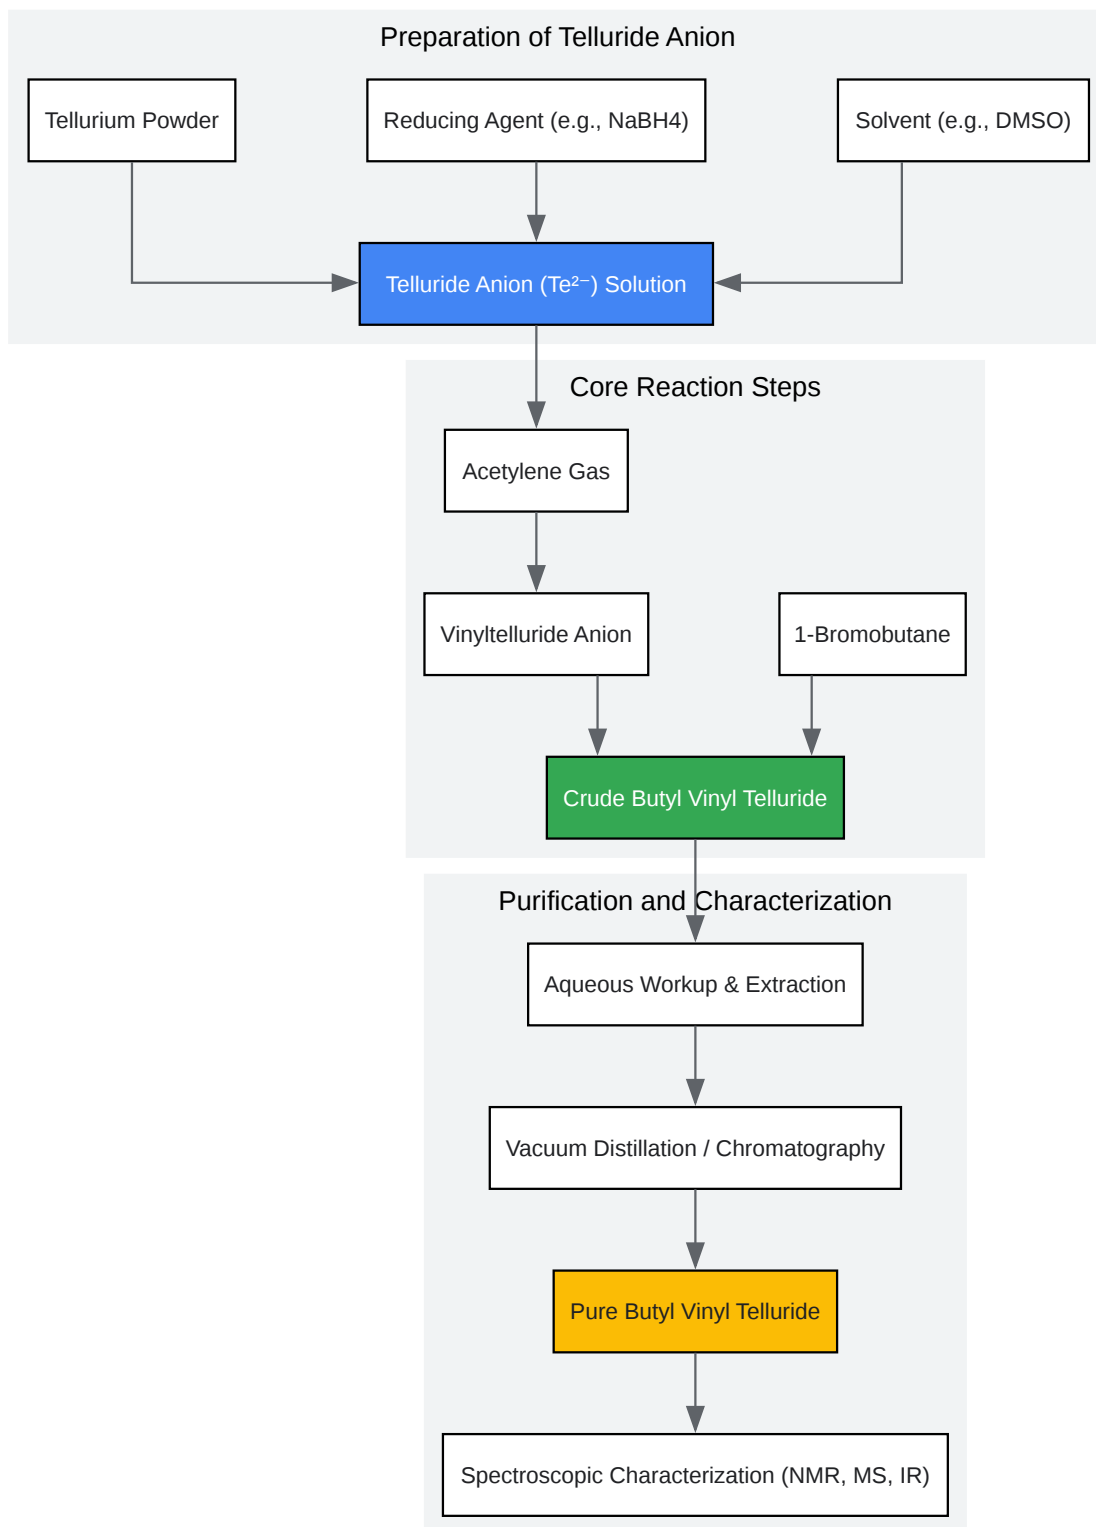 Preparation of Telluride Anion
Tellurium Powder
Reducing Agent (e.g., NaBH4)
Solvent (e.g., DMSO)
Telluride Anion (Te²⁻) Solution
Core Reaction Steps
Acetylene Gas
Vinyltelluride Anion
1-Bromobutane
Crude Butyl Vinyl Telluride
Purification and Characterization
Aqueous Workup & Extraction
Vacuum Distillation / Chromatography
Pure Butyl Vinyl Telluride
Spectroscopic Characterization (NMR, MS, IR)